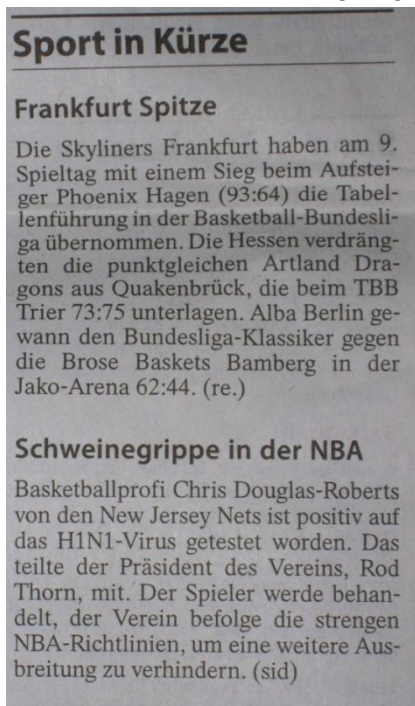 Sport in Kürze
Frankfurt Spitze
Die Skyliners Frankfurt haben am 9.
Spieltag mit einem Sieg beim Aufstei-
ger Phoenix Hagen (93:64) die Tabel-
lenführung in der Basketball-Bundesli-
ga übernommen. Die Hessen verdräng-
ten die punktgleichen Artland Dra-
gons aus Quakenbrück, die beim TBB
Trier 73:75 unterlagen. Alba Berlin ge-
wann den Bundesliga-Klassiker gegen
die Brose Baskets Bamberg in der
Jako-Arena 62:44. (re.)
Schweinegrippe in der NBA
Basketballprofi Chris Douglas-Roberts
von den New Jersey Nets ist positiv auf
das H1N1-Virus getestet worden. Das
teilte der Präsident des Vereins, Rod
Thorn, mit. Der Spieler werde behan-
delt, der Verein befolge die strengen
NBA-Richtlinien, um eine weitere Aus-
breitung zu verhindern. (sid)